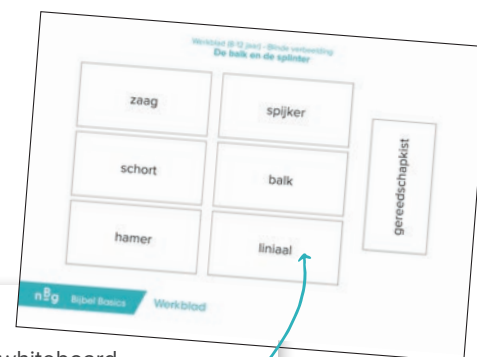 Werkblad (8-12 jaar) - Blinde verbeelding
De balk en de splinter
zaag
spijker
schort
balk
hamer
liniaal
gereedschapkist
nBg Bijbel Basics Werkblad
whiteboard